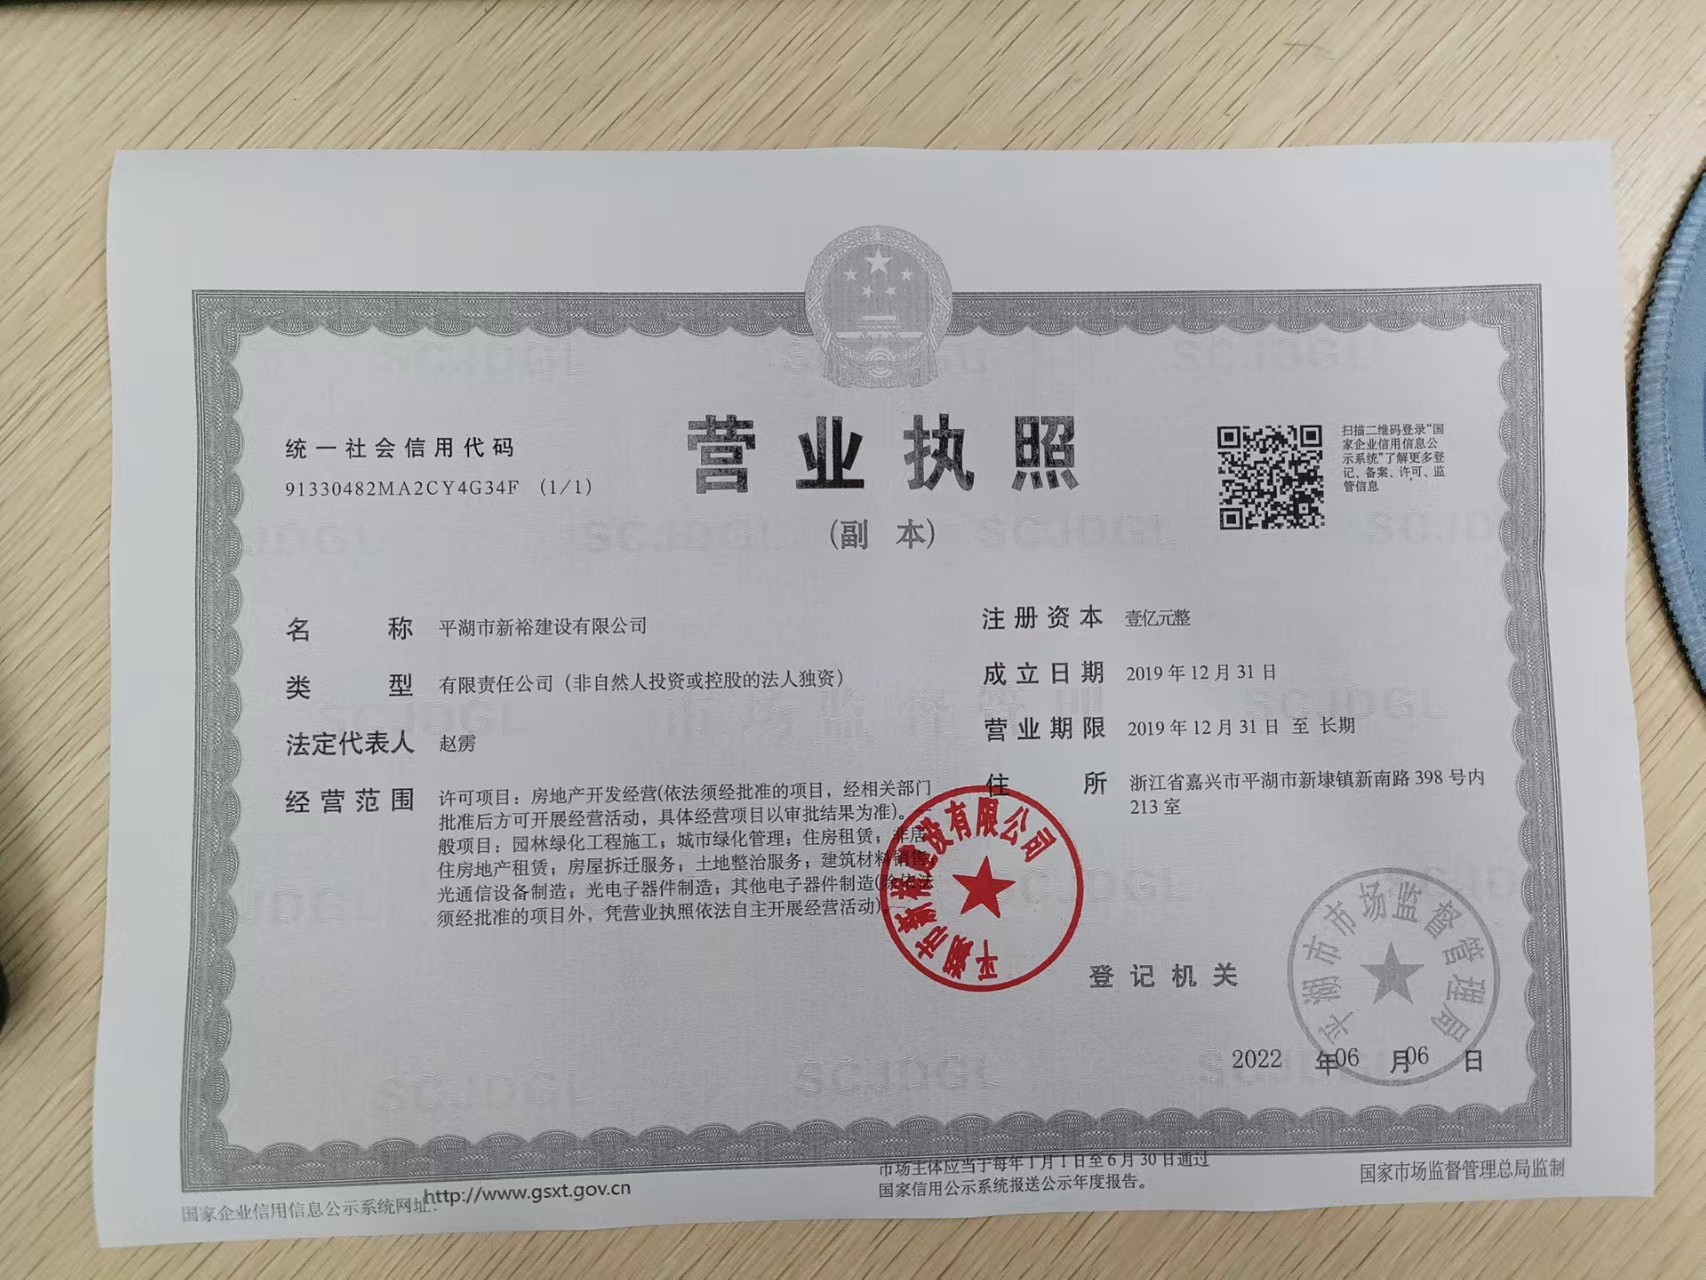 营业执照
(副 本)
统一社会信用代码
91330482MA2CY4G34F (1/1)
扫描二维码登录“国
家企业信用信息公
示系统”了解更多登
记、备案、许可、监
管信息
名 称 平湖市新裕建设有限公司
类 型 有限责任公司（非自然人投资或控股的法人独资）
法定代表人 赵雳
经营范围 许可项目：房地产开发经营(依法须经批准的项目，经相关部门
批准后方可开展经营活动，具体经营项目以审批结果为准)。
般项目：园林绿化工程施工；城市绿化管理；住房租赁；非居
住房地产租赁；房屋拆迁服务；土地整治服务；建筑材料销售；
光通信设备制造；光电子器件制造；其他电子器件制造(除依法
须经批准的项目外，凭营业执照依法自主开展经营活动)。
注册资本 壹亿元整
成立日期 2019年12月31日
营业期限 2019年12月31日 至 长期
住 所 浙江省嘉兴市平湖市新埭镇新南路398号内
213室
平湖市新裕建设有限公司
登记机关
平湖市市场监督管理局
2022 年06 月06 日
国家企业信用信息公示系统网址：http://www.gsxt.gov.cn
市场主体应当于每年1月1日至6月30日通过
国家信用公示系统报送公示年度报告。
国家市场监督管理总局监制
SCJDGL
SCJDGL
SCJDGL
SCJDGL
SCJDGL
市场监督管理
SCJDGL
SCJDGL
SCJDGL